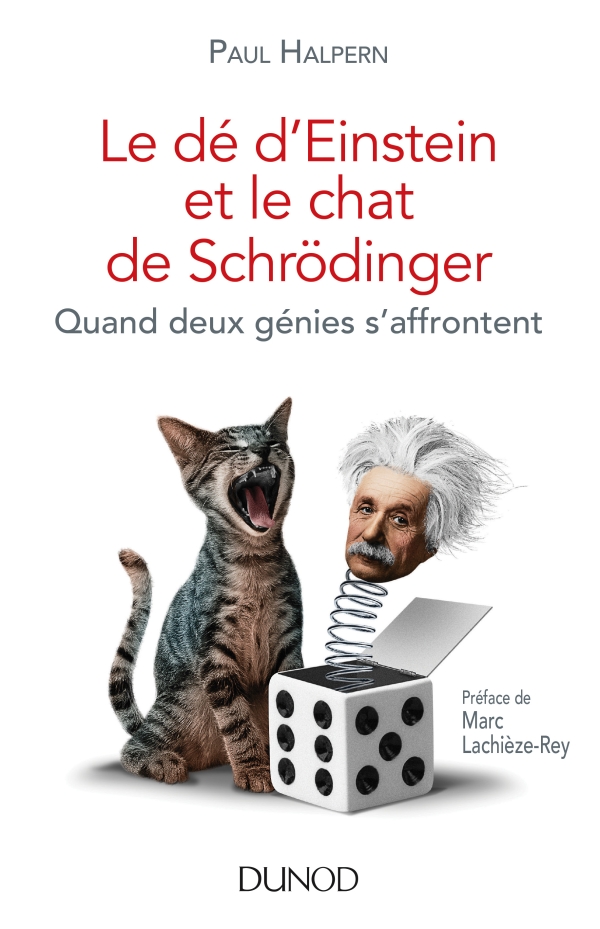 PAUL HALPERN
Le dé d'Einstein
et le chat
de Schrödinger
Quand deux génies s'affrontent
Préface de
Marc
Lachièze-Rey
DUNOD